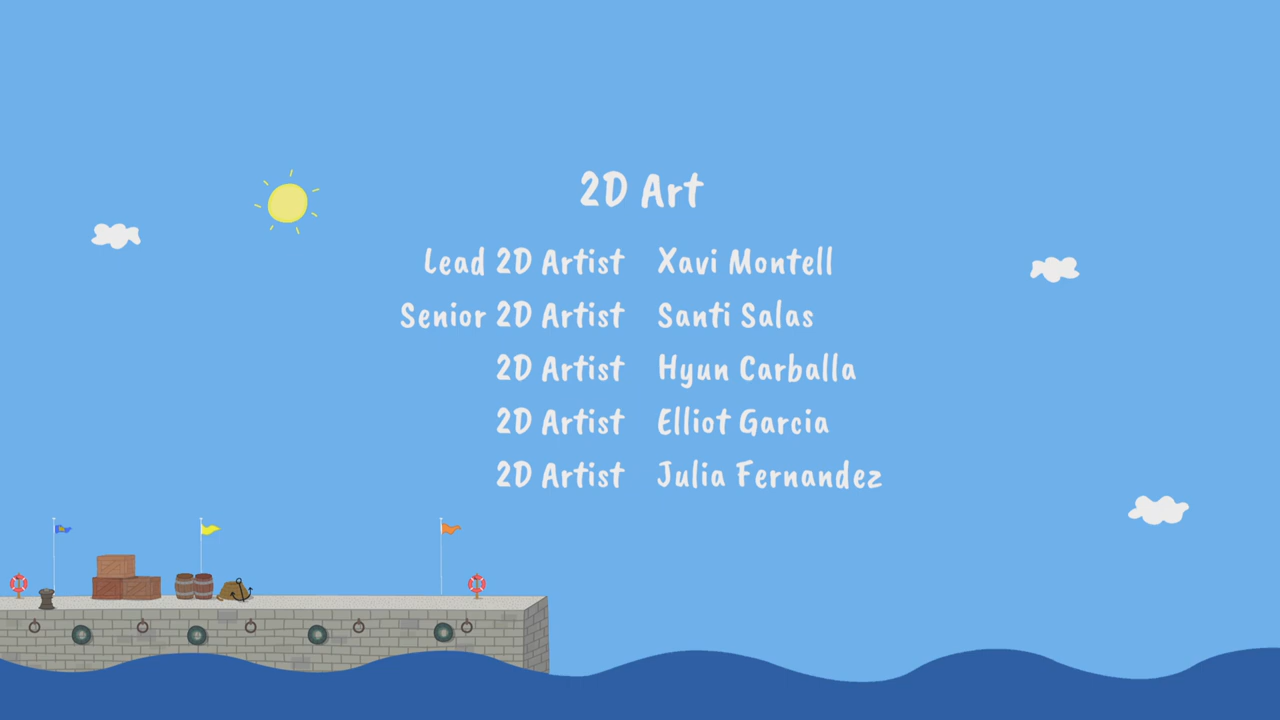 2D Art
Lead 2D Artist Xavi Montell
Senior 2D Artist Santi Salas
2D Artist Hyun Carballa
2D Artist Elliot Garcia
2D Artist Julia Fernandez